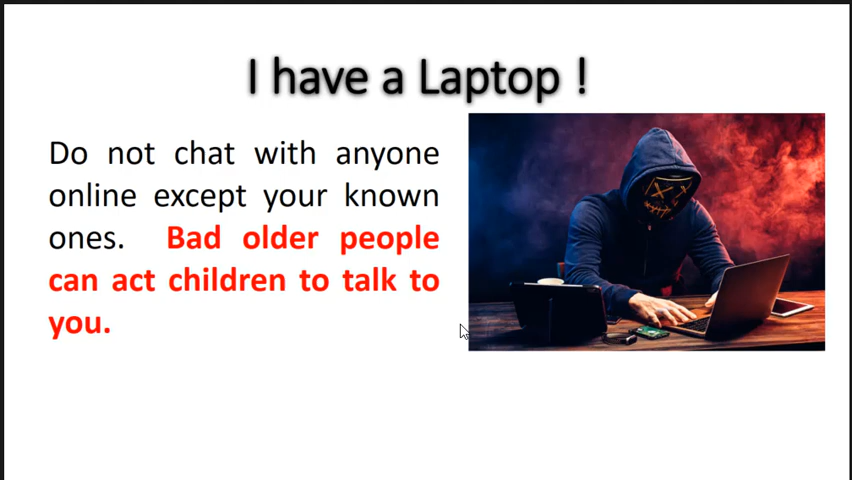 I have a Laptop !
Do not chat with anyone
online except your known
ones. Bad older people
can act children to talk to
you.